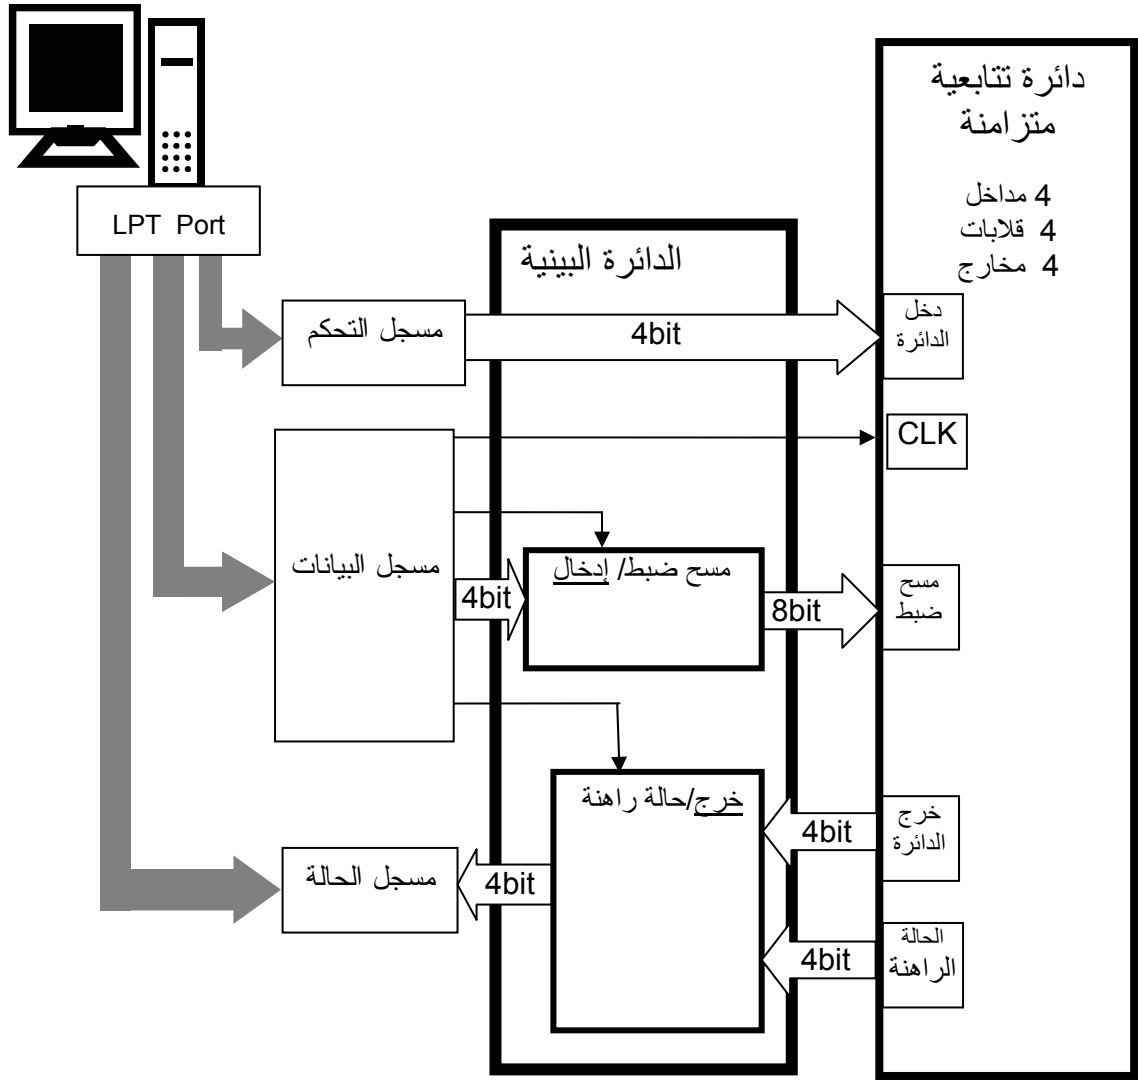 دائرة تتابعية
متزامنة
4 مداخل
4 قلابات
4 مخارج
LPT Port
الدائرة البينية
مسجل التحكم
4bit
دخل
الدائرة
CLK
مسجل البيانات
4bit
مسح ضبط/ إدخال
8bit
مسح
ضبط
خرج/حالة راهنة
4bit
خرج
الدائرة
مسجل الحالة
4bit
4bit
الحالة
الراهنة